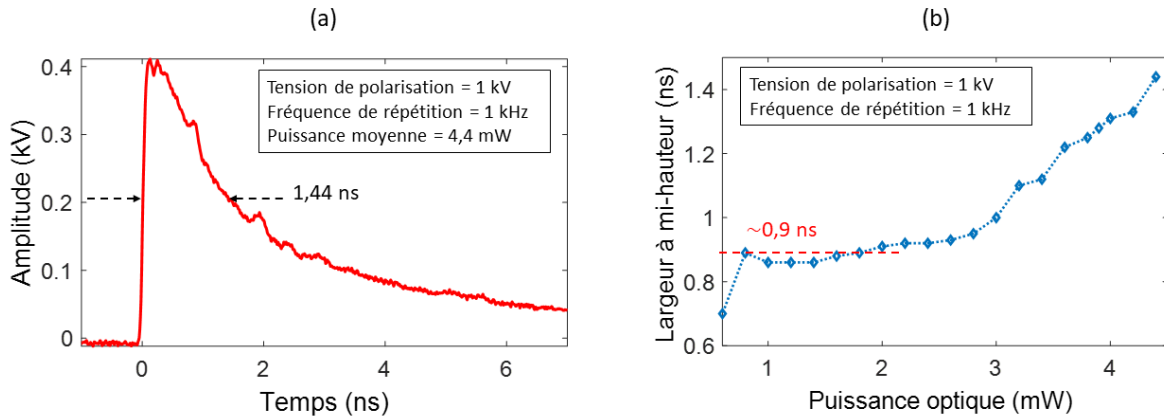 (a)
Tension de polarisation = 1 kV
Fréquence de répétition = 1 kHz
Puissance moyenne = 4,4 mW
1,44 ns
Amplitude (kV)
0.4
0.3
0.2
0.1
0
0
2
4
6
Temps (ns)
(b)
Tension de polarisation = 1 kV
Fréquence de répétition = 1 kHz
~0,9 ns
Largeur à mi-hauteur (ns)
1.4
1.2
1
0.8
0.6
1
2
3
4
Puissance optique (mW)